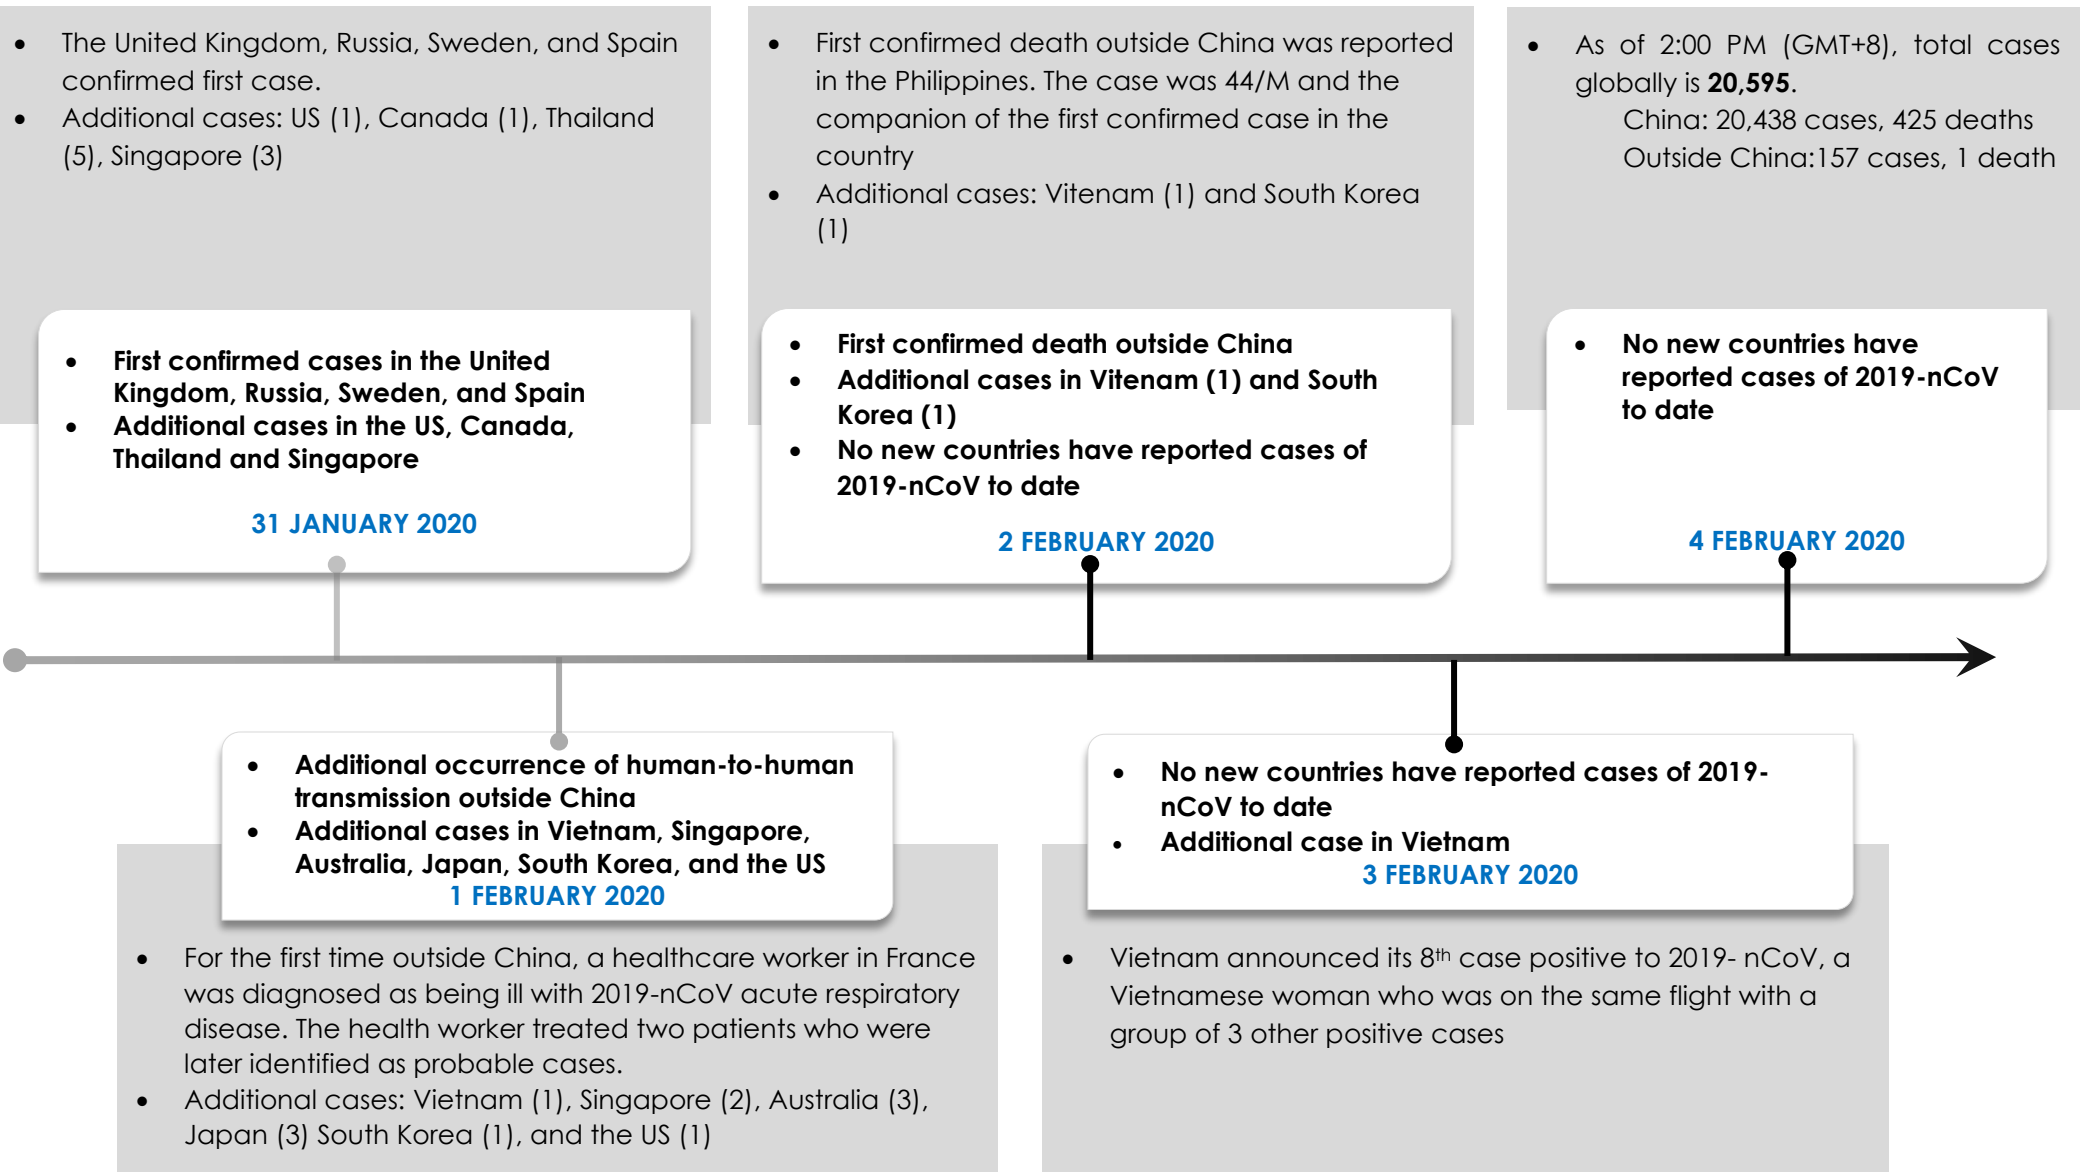 • The United Kingdom, Russia, Sweden, and Spain
confirmed first case.
• Additional cases: US (1), Canada (1), Thailand
(5), Singapore (3)
• First confirmed cases in the United
Kingdom, Russia, Sweden, and Spain
• Additional cases in the US, Canada,
Thailand and Singapore
31 JANUARY 2020
• First confirmed death outside China was reported
in the Philippines. The case was 44/M and the
companion of the first confirmed case in the
country
• Additional cases: Vitenam (1) and South Korea
(1)
• First confirmed death outside China
• Additional cases in Vitenam (1) and South
Korea (1)
• No new countries have reported cases of
2019-nCoV to date
2 FEBRUARY 2020
• As of 2:00 PM (GMT+8), total cases
globally is 20,595.
China: 20,438 cases, 425 deaths
Outside China:157 cases, 1 death
• No new countries have
reported cases of 2019-nCoV
to date
4 FEBRUARY 2020
• Additional occurrence of human-to-human
transmission outside China
• Additional cases in Vietnam, Singapore,
Australia, Japan, South Korea, and the US
1 FEBRUARY 2020
• For the first time outside China, a healthcare worker in France
was diagnosed as being ill with 2019-nCoV acute respiratory
disease. The health worker treated two patients who were
later identified as probable cases.
• Additional cases: Vietnam (1), Singapore (2), Australia (3),
Japan (3) South Korea (1), and the US (1)
• No new countries have reported cases of 2019-
nCoV to date
• Additional case in Vietnam
3 FEBRUARY 2020
• Vietnam announced its 8th case positive to 2019- nCoV, a
Vietnamese woman who was on the same flight with a
group of 3 other positive cases